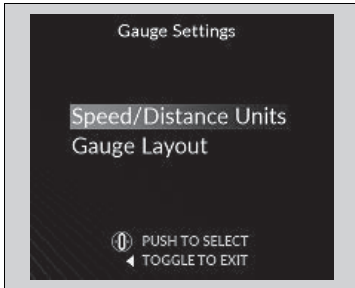 Gauge Settings
Speed/Distance Units
Gauge Layout
PUSH TO SELECT
TOGGLE TO EXIT